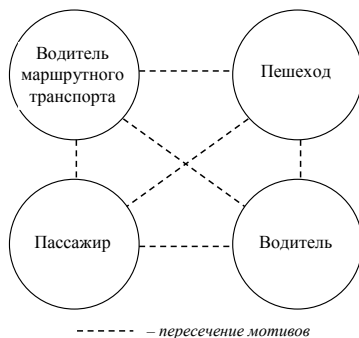 Водитель
маршрутного
транспорта
Пешеход
Пассажир
Водитель
– пересечение мотивов